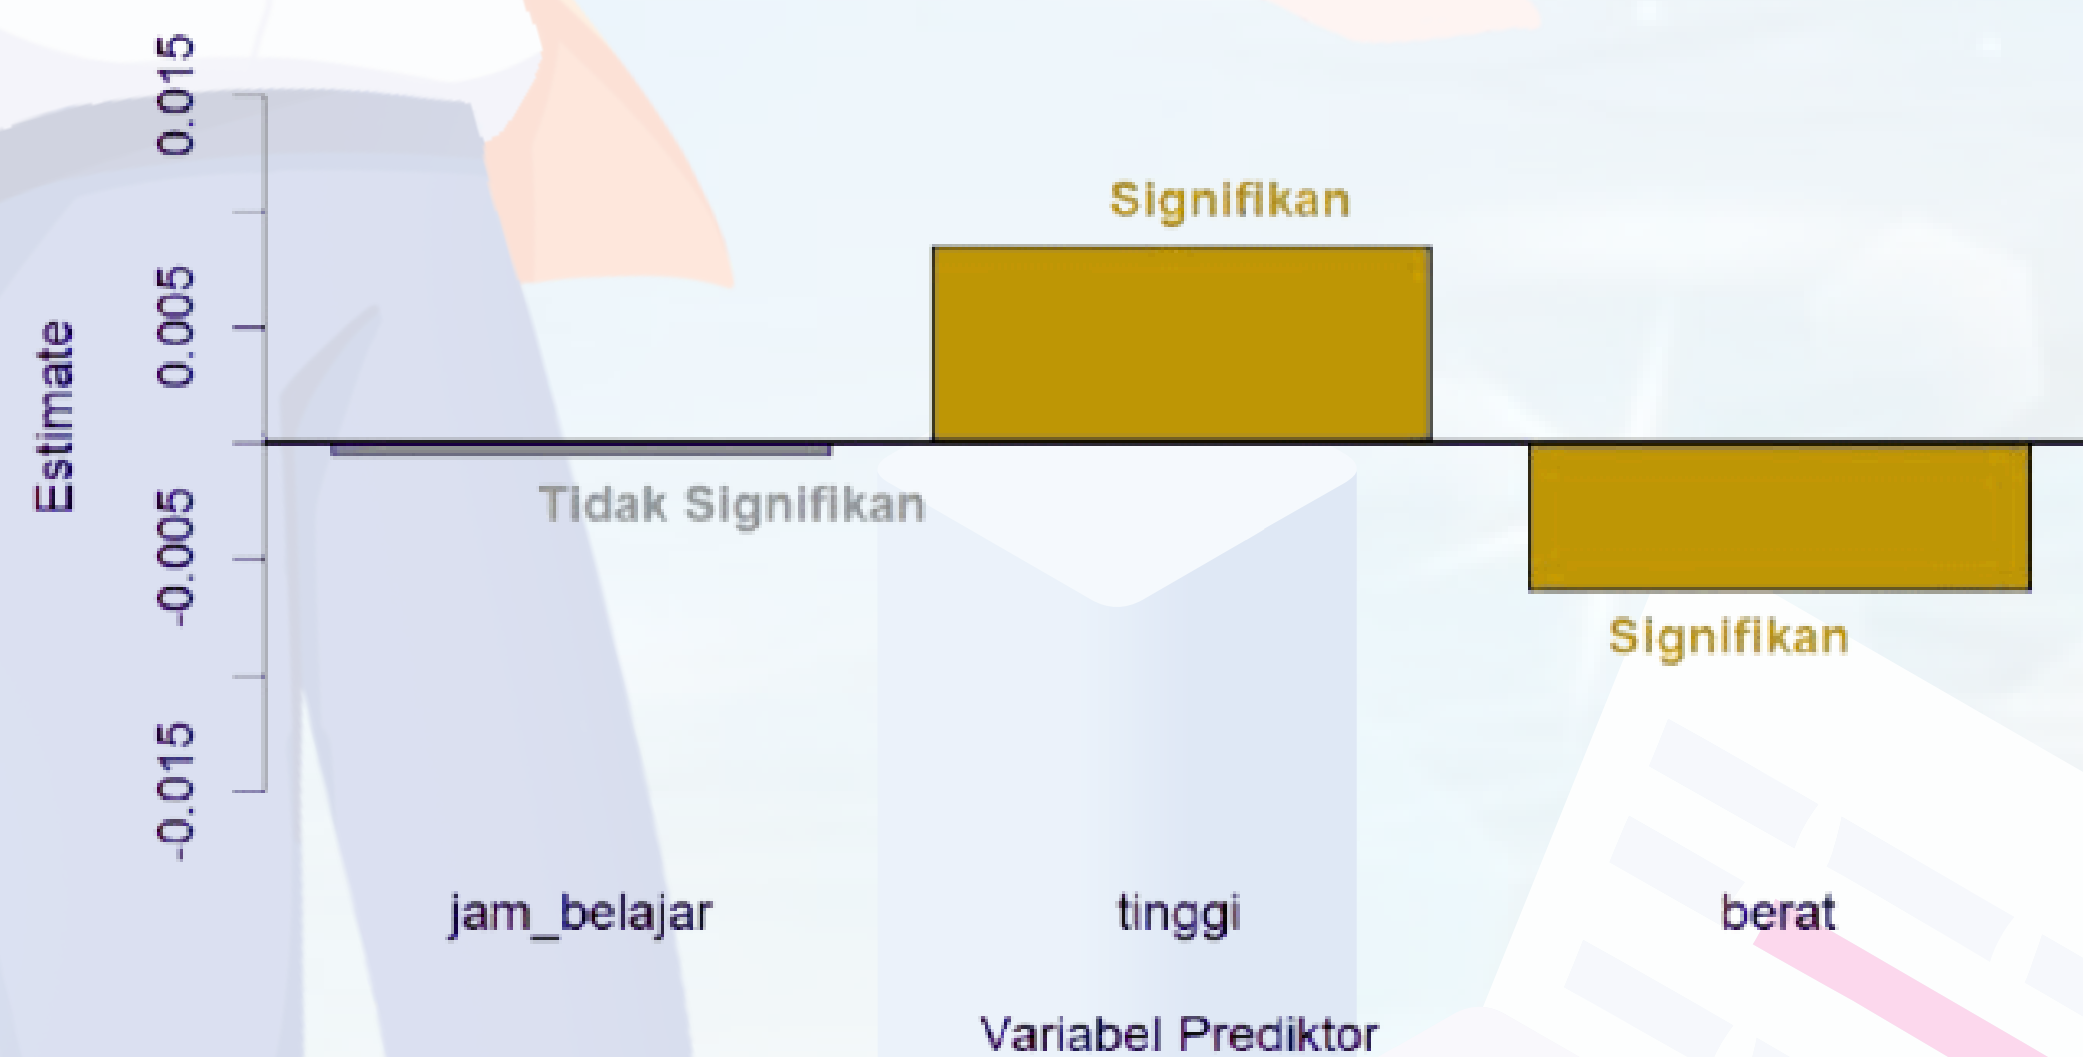 0.015
0.005
-0.005
-0.015
Estimate
Signifikan
Tidak Signifikan
Signifikan
jam_belajar
tinggi
berat
Variabel Prediktor